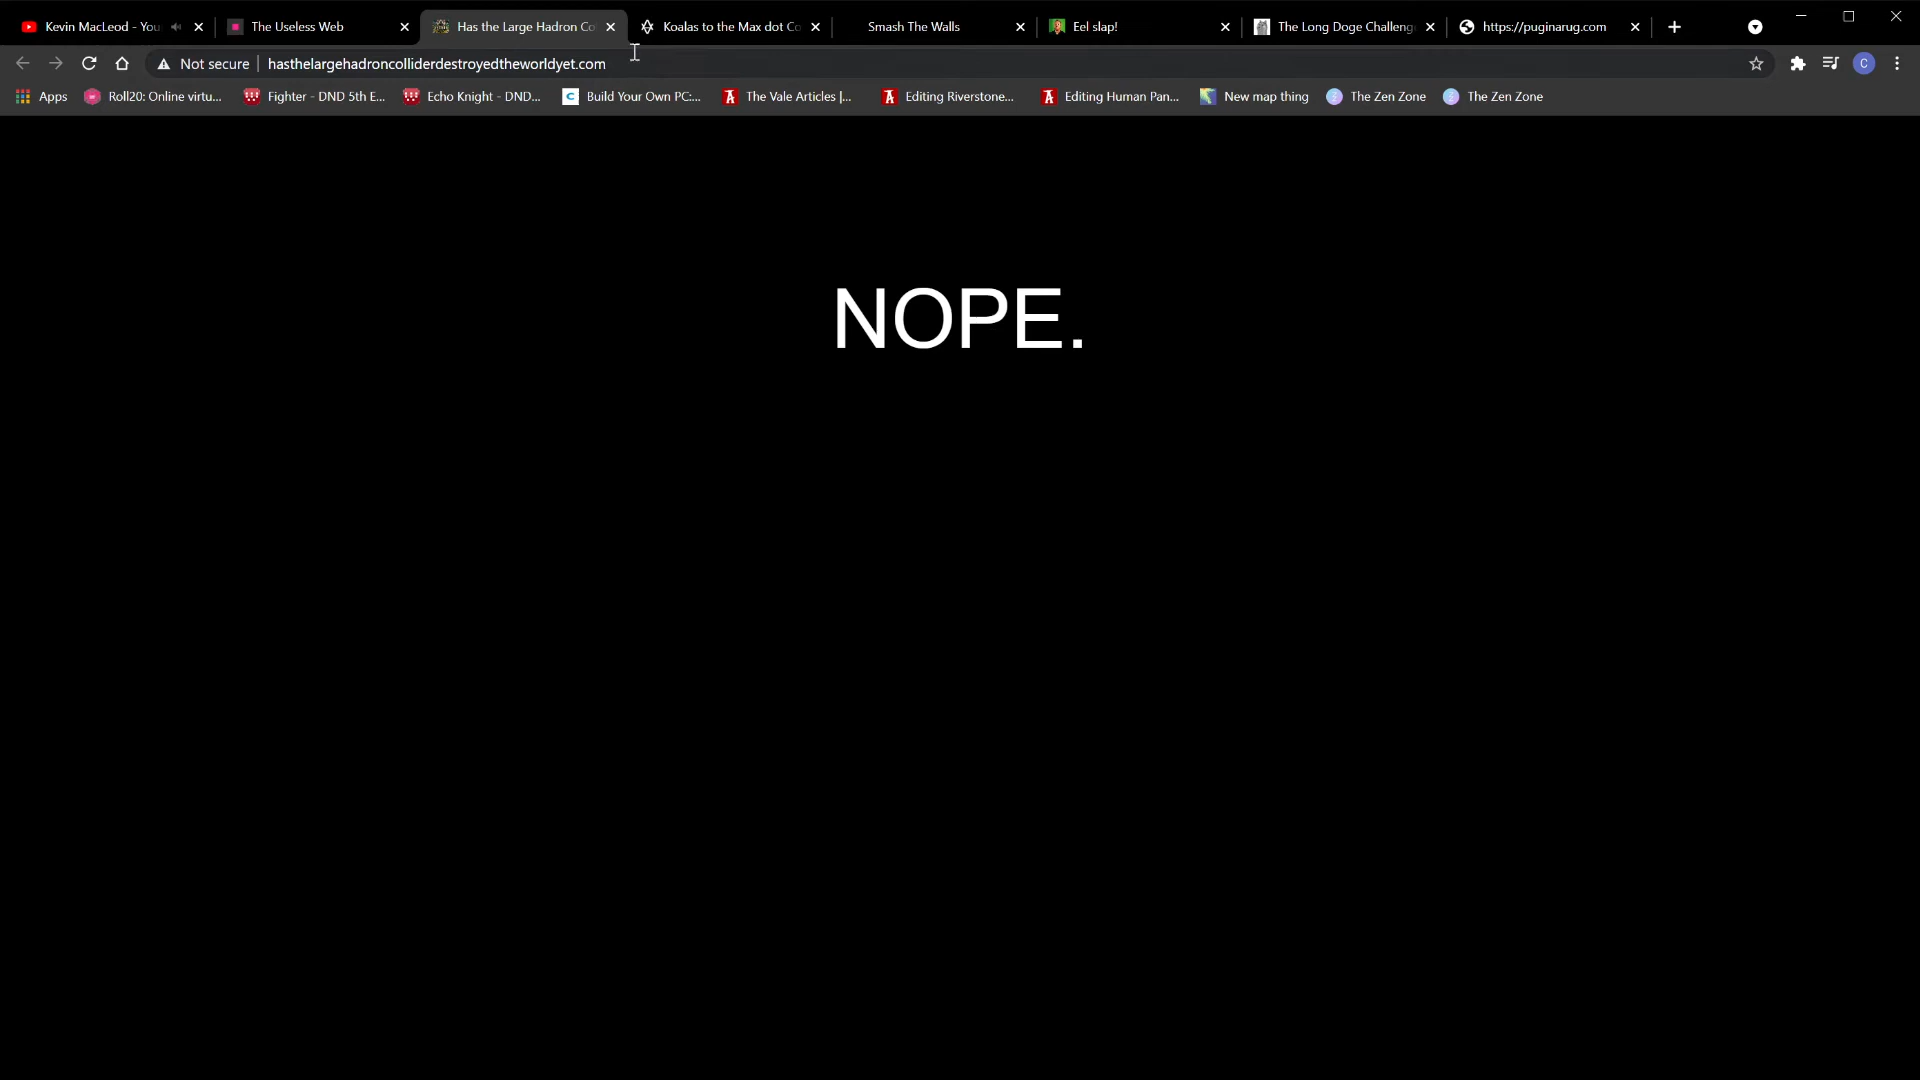 Kevin MacLeod - You
The Useless Web
Has the Large Hadron Co
Koalas to the Max dot Co
Smash The Walls
Eel slap!
The Long Doge Challeng
https://puginarug.com
Not secure
hasthelargehadroncolliderdestroyedtheworldyet.com
C
Apps
Roll20: Online virtu...
Fighter - DND 5th E...
Echo Knight - DND...
C
Build Your Own PC:...
The Vale Articles |...
Editing Riverstone...
Editing Human Pan...
New map thing
The Zen Zone
The Zen Zone
NOPE.